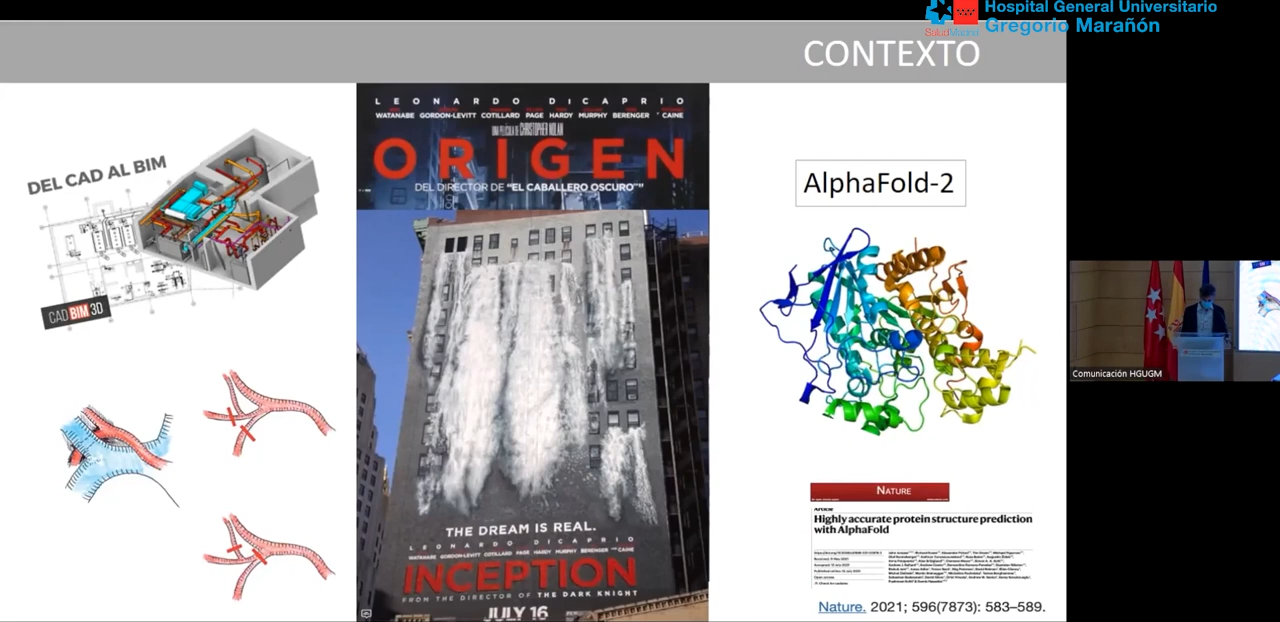 Hospital General Universitario
Gregorio Marañón
SaludMadrid
CONTEXTO
DEL CAD AL BIM
CAD BIM 3D
LEONARDO DICAPRIO
WATANABE GORDON-LEVITT COTILLARD PAGE HARDY MURPHY BERENGER CAINE
UNA PELÍCULA DE CHRISTOPHER NOLAN
ORIGEN
DEL DIRECTOR DE "EL CABALLERO OSCURO"
THE DREAM IS REAL.
LEONARDO DICAPRIO
WATANABE GORDON-LEVITT COTILLARD PAGE HARDY MURPHY BERENGER CAINE
INCEPTION
FROM THE DIRECTOR OF THE DARK KNIGHT
JULY 16
AlphaFold-2
NATURE
Article
Highly accurate protein structure prediction
with AlphaFold
Nature. 2021; 596(7873): 583–589.
Comunicación HGUGM